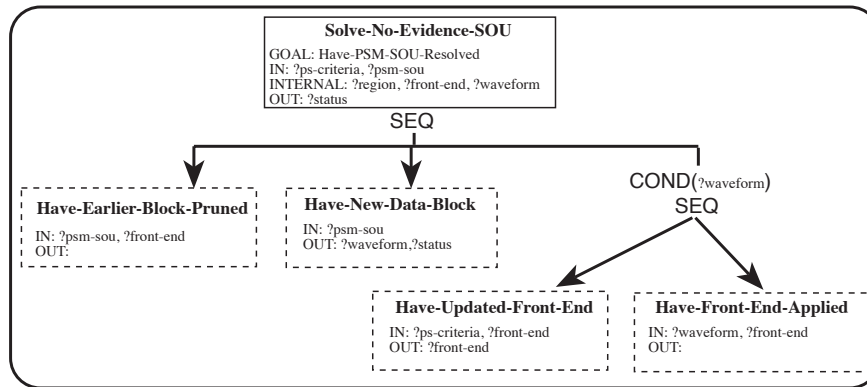 Solve-No-Evidence-SOU
GOAL: Have-PSM-SOU-Resolved
IN: ?ps-criteria, ?psm-sou
INTERNAL: ?region, ?front-end, ?waveform
OUT: ?status
SEQ
COND(?waveform)
SEQ
Have-Earlier-Block-Pruned
IN: ?psm-sou, ?front-end
OUT:
Have-New-Data-Block
IN: ?psm-sou
OUT: ?waveform,?status
Have-Updated-Front-End
IN: ?ps-criteria, ?front-end
OUT: ?front-end
Have-Front-End-Applied
IN: ?waveform, ?front-end
OUT: